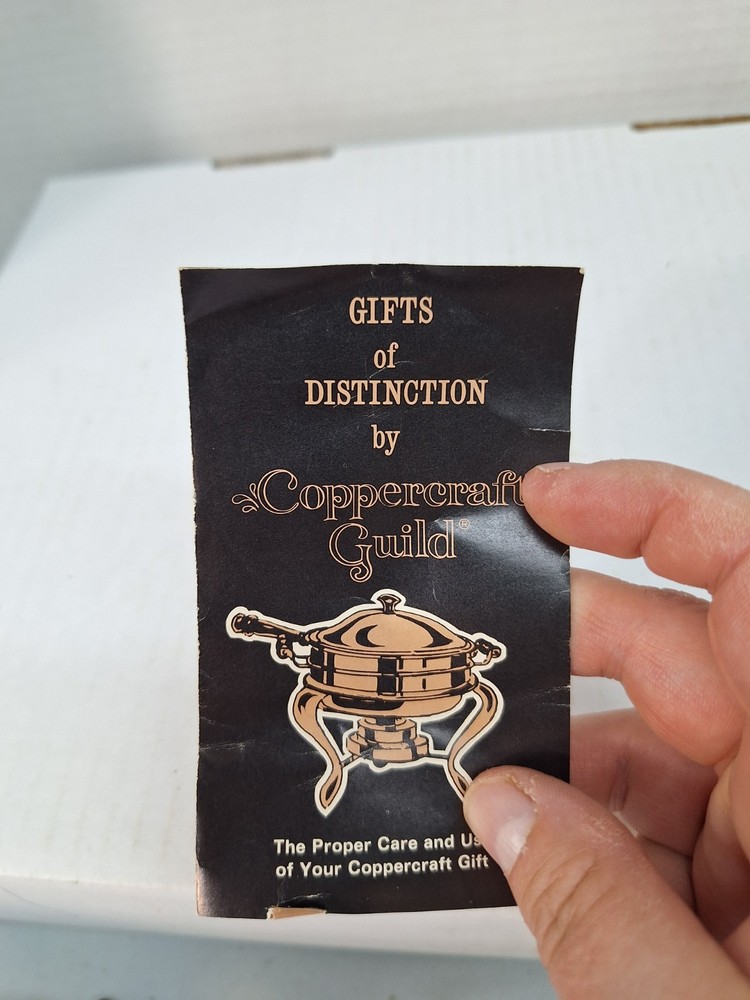 GIFTS
of
DISTINCTION
by
Coppercraft
Guild®
The Proper Care and Us
of Your Coppercraft Gift